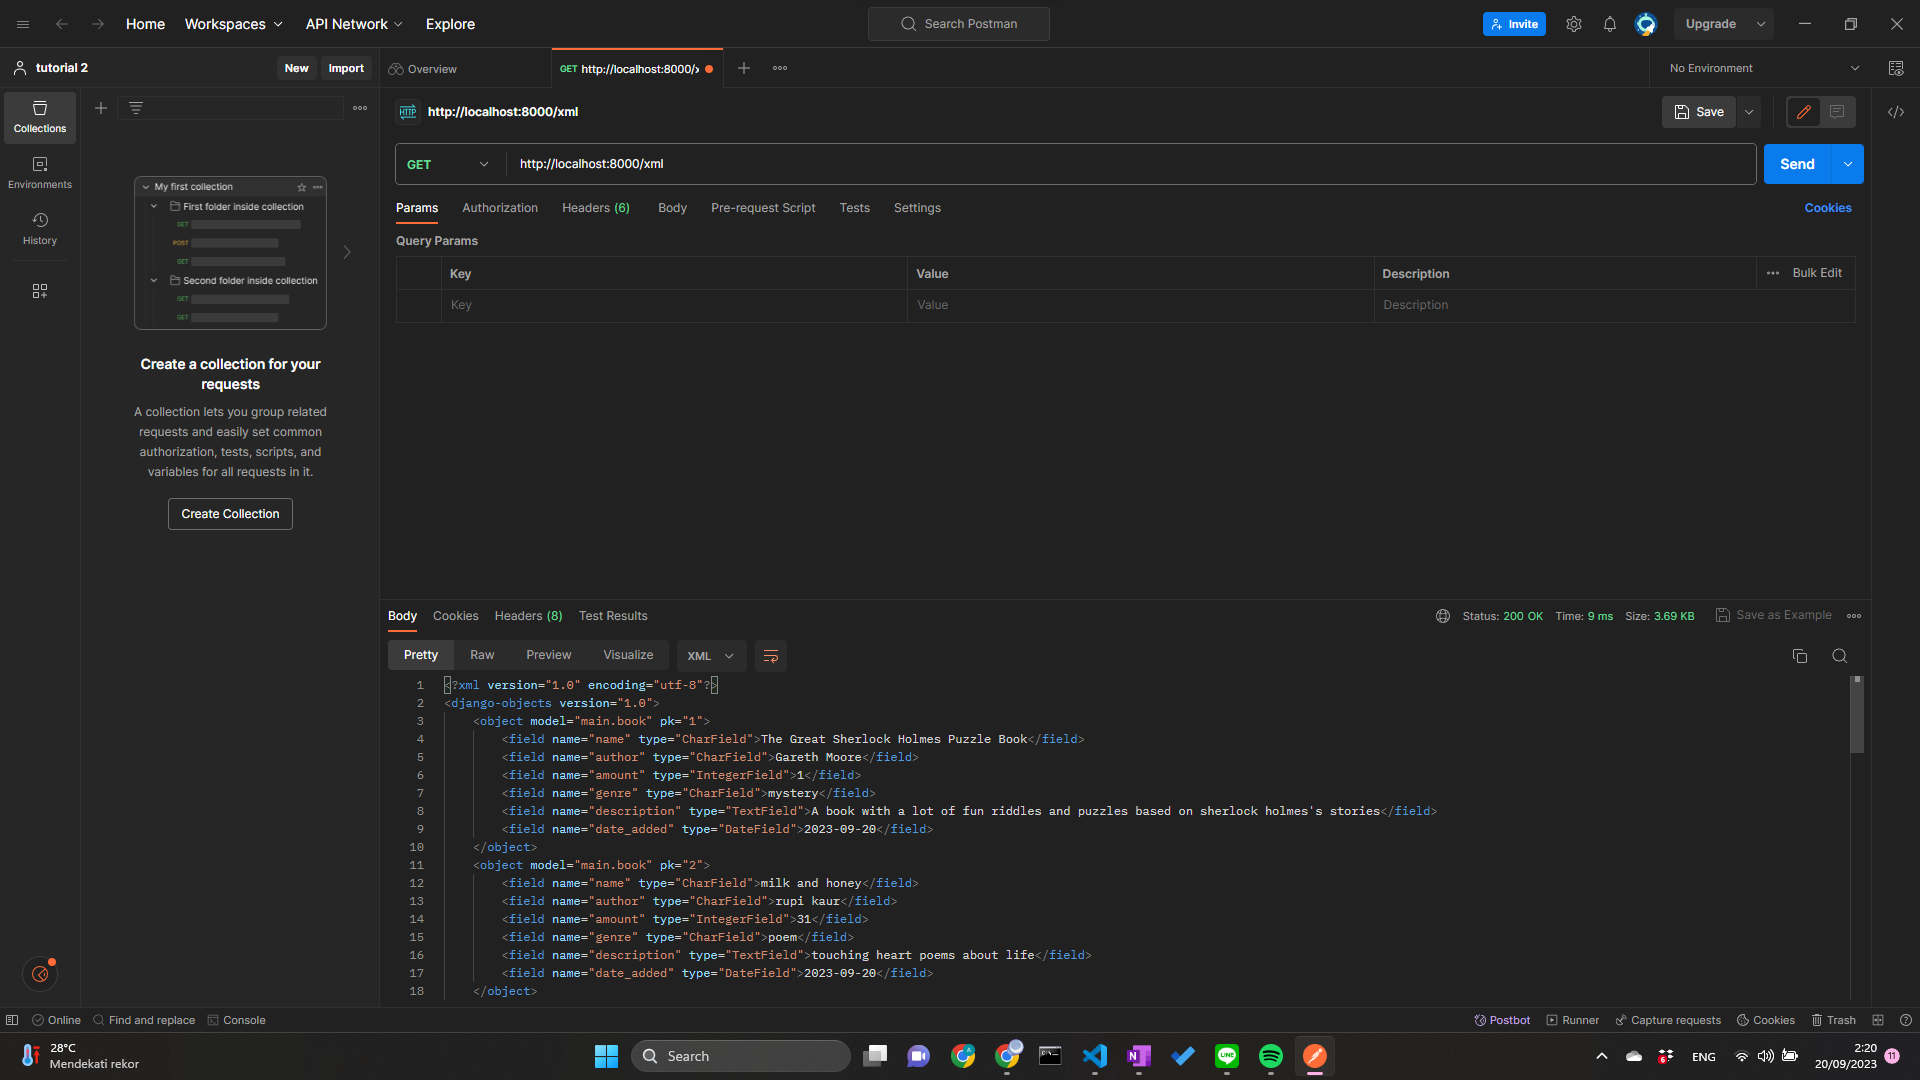 Home Workspaces API Network Explore Search Postman Invite Upgrade
tutorial 2 New Import Overview GET http://localhost:8000/x No Environment
Collections
Environments
History
My first collection
First folder inside collection
GET
POST
GET
Second folder inside collection
GET
GET
Create a collection for your
requests
A collection lets you group related
requests and easily set common
authorization, tests, scripts, and
variables for all requests in it.
Create Collection
HTTP http://localhost:8000/xml Save
GET http://localhost:8000/xml Send
Params Authorization Headers (6) Body Pre-request Script Tests Settings Cookies
Query Params
Key Value Description Bulk Edit
Key Value Description
Body Cookies Headers (8) Test Results Status: 200 OK Time: 9 ms Size: 3.69 KB Save as Example
Pretty Raw Preview Visualize XML
1 <?xml version="1.0" encoding="utf-8"?>
2 <django-objects version="1.0">
3 <object model="main.book" pk="1">
4 <field name="name" type="CharField">The Great Sherlock Holmes Puzzle Book</field>
5 <field name="author" type="CharField">Gareth Moore</field>
6 <field name="amount" type="IntegerField">1</field>
7 <field name="genre" type="CharField">mystery</field>
8 <field name="description" type="TextField">A book with a lot of fun riddles and puzzles based on sherlock holmes's stories</field>
9 <field name="date_added" type="DateField">2023-09-20</field>
10 </object>
11 <object model="main.book" pk="2">
12 <field name="name" type="CharField">milk and honey</field>
13 <field name="author" type="CharField">rupi kaur</field>
14 <field name="amount" type="IntegerField">31</field>
15 <field name="genre" type="CharField">poem</field>
16 <field name="description" type="TextField">touching heart poems about life</field>
17 <field name="date_added" type="DateField">2023-09-20</field>
18 </object>
Online Find and replace Console Postbot Runner Capture requests Cookies Trash
28°C
Mendekati rekor
Search
6
ENG
2:20
20/09/2023
11